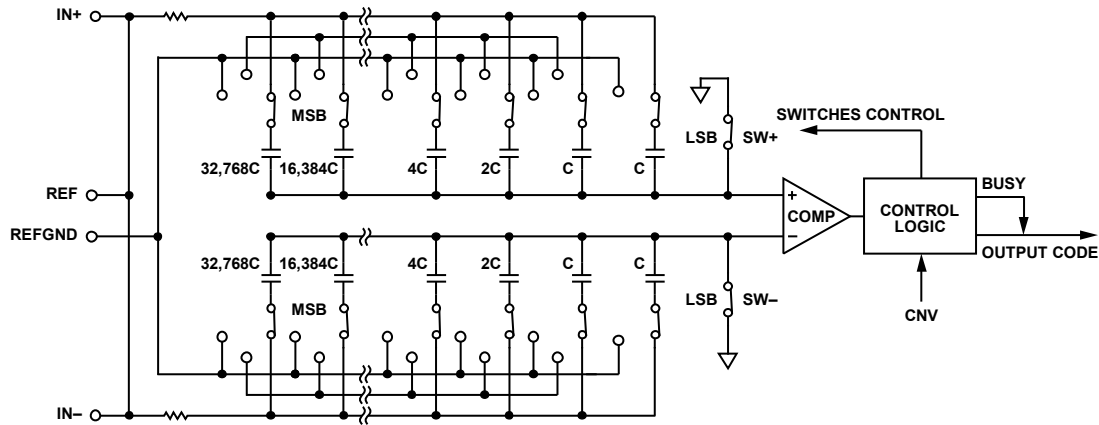 IN+
MSB
SWITCHES CONTROL
LSB SW+
32,768C 16,384C 4C 2C C C
BUSY
REF
+
COMP
CONTROL
LOGIC
REFGND
–
OUTPUT CODE
32,768C 16,384C 4C 2C C C
MSB
LSB SW–
CNV
IN–